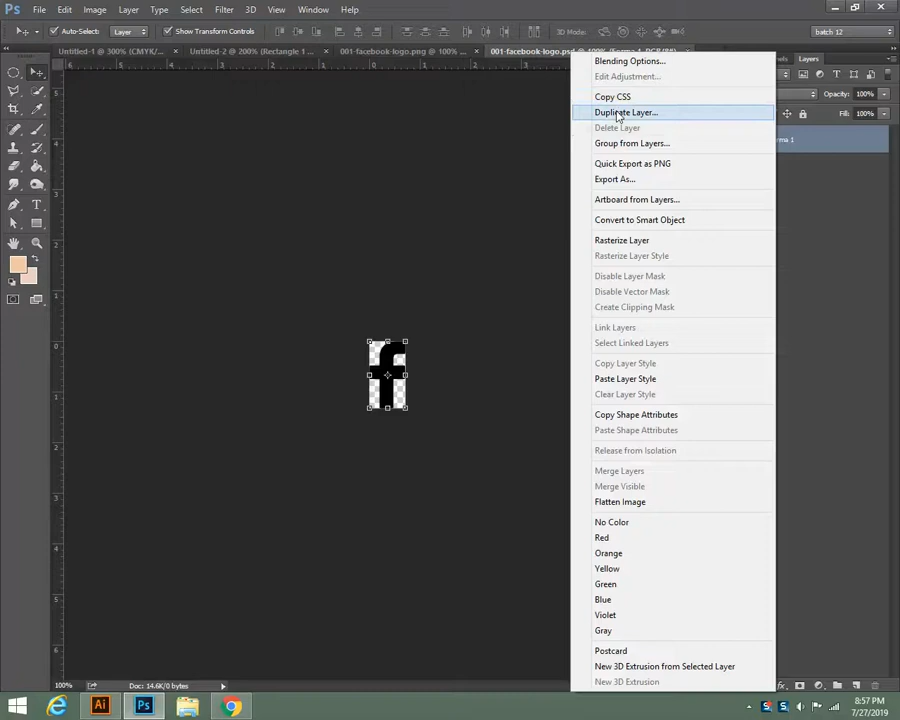 Ps File Edit Image Layer Type Select Filter 3D View Window Help
Auto-Select: Layer Show Transform Controls 3D Mode: batch 12
Untitled-1 @ 300% (CMYK/... × Untitled-2 @ 200% (Rectangle 1 ... × 001-facebook-logo.png @ 100% ... × 001-facebook-logo.psd @ 100% (Forma 1, RGB/8#)
Layers
Opacity: 100%
Fill: 100%
Blending Options...
Edit Adjustment...
Copy CSS
Duplicate Layer...
Delete Layer
Group from Layers...
Quick Export as PNG
Export As...
Artboard from Layers...
Convert to Smart Object
Rasterize Layer
Rasterize Layer Style
Disable Layer Mask
Disable Vector Mask
Create Clipping Mask
Link Layers
Select Linked Layers
Copy Layer Style
Paste Layer Style
Clear Layer Style
Copy Shape Attributes
Paste Shape Attributes
Release from Isolation
Merge Layers
Merge Visible
Flatten Image
No Color
Red
Orange
Yellow
Green
Blue
Violet
Gray
Postcard
New 3D Extrusion from Selected Layer
New 3D Extrusion
f
100% Doc: 14.6K/0 bytes
Ai Ps
8:57 PM
7/27/2019